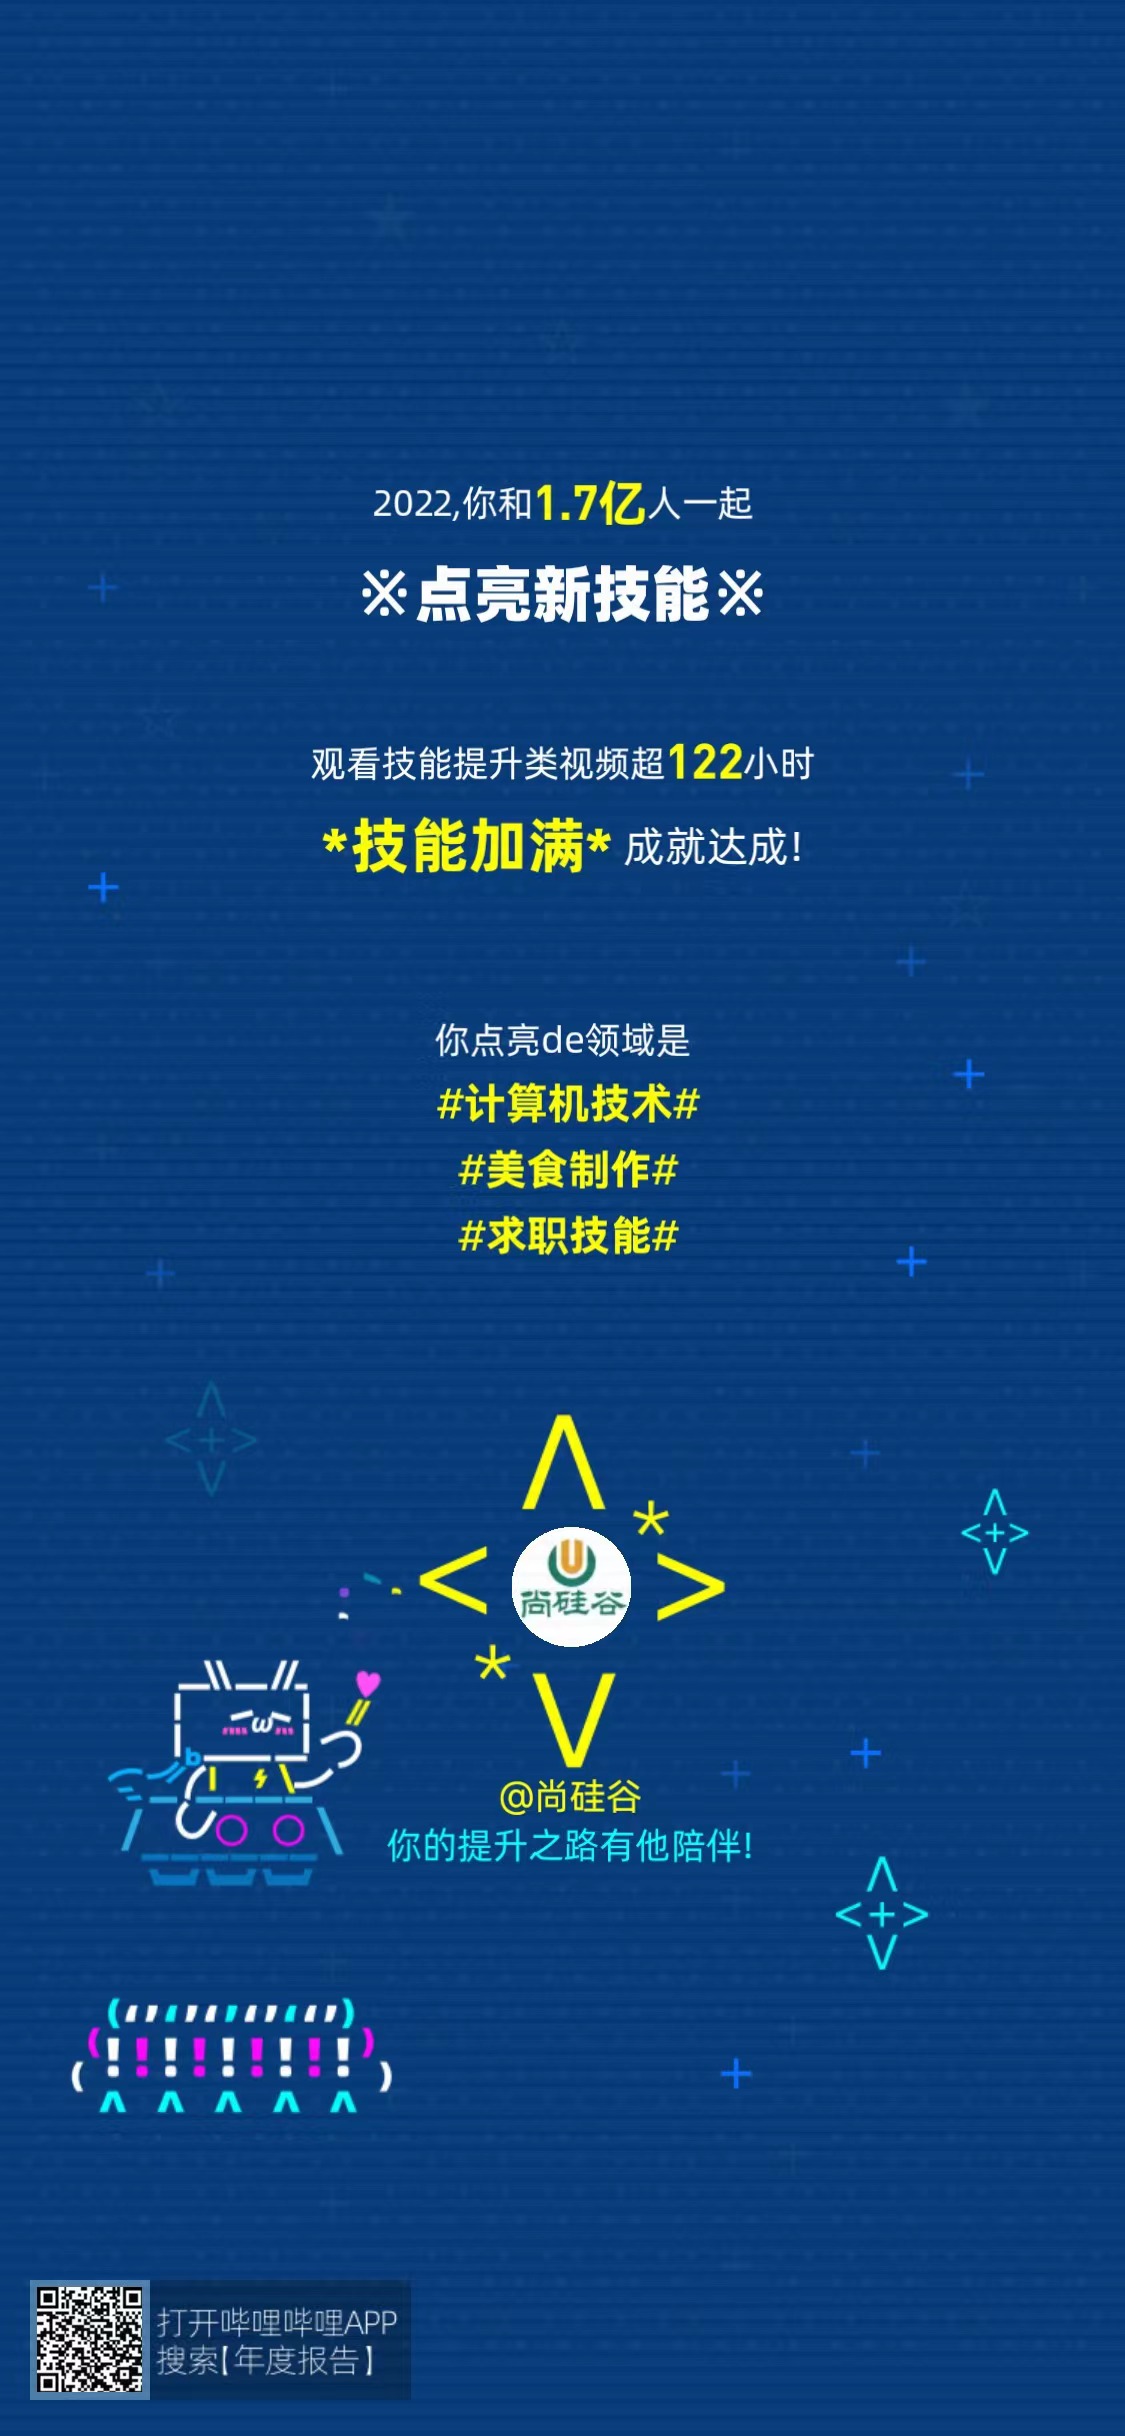 2022,你和1.7亿人一起
※点亮新技能※
观看技能提升类视频超122小时
*技能加满* 成就达成!
你点亮de领域是
#计算机技术#
#美食制作#
#求职技能#
尚硅谷
@尚硅谷
你的提升之路有他陪伴!
打开哔哩哔哩APP
搜索【年度报告】